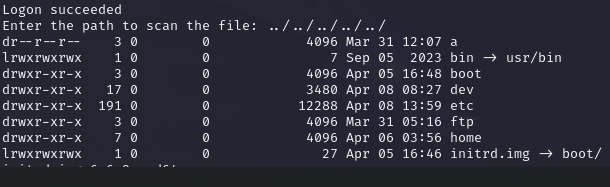 Logon succeeded
Enter the path to scan the file: ../../../../../
dr--r--r--    3 0        0            4096 Mar 31 12:07 a
lrwxrwxrwx    1 0        0               7 Sep 05  2023 bin -> usr/bin
drwxr-xr-x    3 0        0            4096 Apr 05 16:48 boot
drwxr-xr-x   17 0        0            3480 Apr 08 08:27 dev
drwxr-xr-x  191 0        0           12288 Apr 08 13:59 etc
drwxr-xr-x    3 0        0            4096 Mar 31 05:16 ftp
drwxr-xr-x    7 0        0            4096 Apr 06 03:56 home
lrwxrwxrwx    1 0        0              27 Apr 05 16:46 initrd.img -> boot/